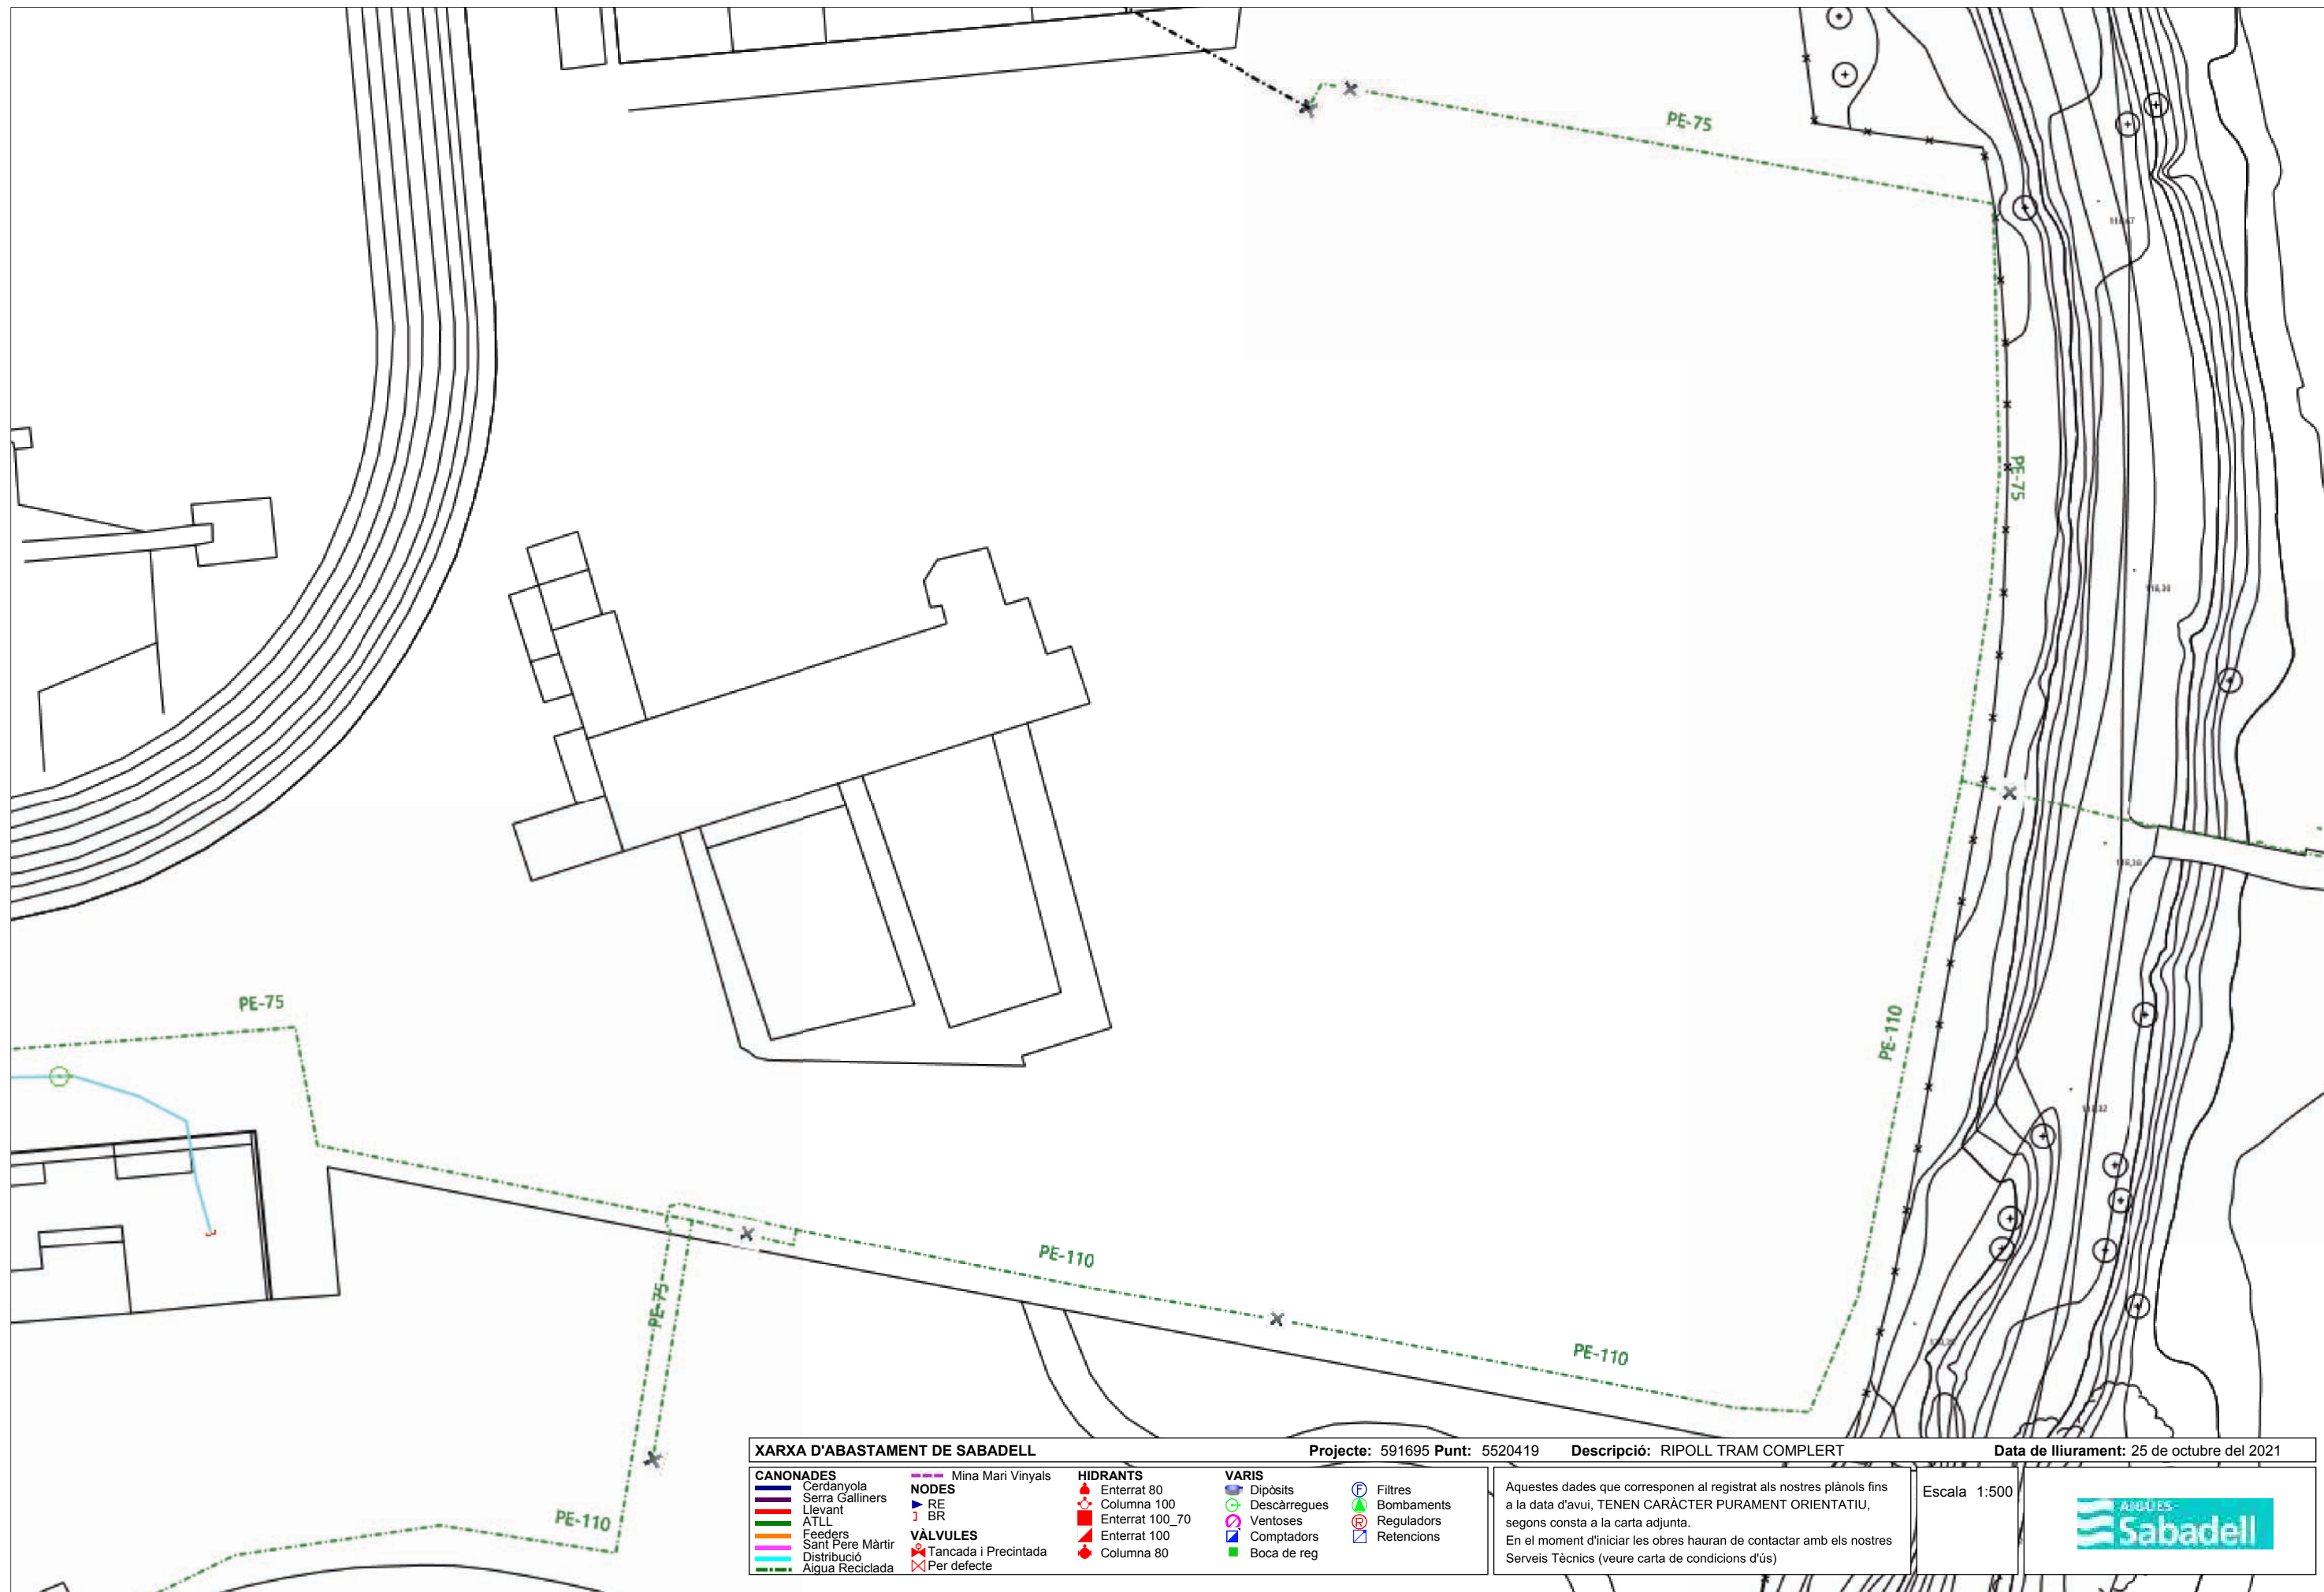 PE-75
PE-75
PE-75
PE-110
PE-110
PE-75
PE-110
PE-110
118,32
XARXA D'ABASTAMENT DE SABADELL
Projecte: 591695 Punt: 5520419
Descripció: RIPOLL TRAM COMPLERT
Data de lliurament: 25 de octubre del 2021
CANONADES
Cerdanyola
Serra Galliners
Llevant
ATLL
Feeders
Sant Pere Màrtir
Distribució
Aigua Reciclada
Mina Mari Vinyals
NODES
RE
BR
VÀLVULES
Tancada i Precintada
Per defecte
HIDRANTS
Enterrat 80
Columna 100
Enterrat 100_70
Enterrat 100
Columna 80
VARIS
Dipòsits
Descàrregues
Ventoses
Comptadors
Boca de reg
F Filtres
Bombaments
R Reguladors
Retencions
Aquestes dades que corresponen al registrat als nostres plànols fins
a la data d'avui, TENEN CARÀCTER PURAMENT ORIENTATIU,
segons consta a la carta adjunta.
En el moment d'iniciar les obres hauran de contactar amb els nostres
Serveis Tècnics (veure carta de condicions d'ús)
Escala 1:500
AIGÜES
Sabadell